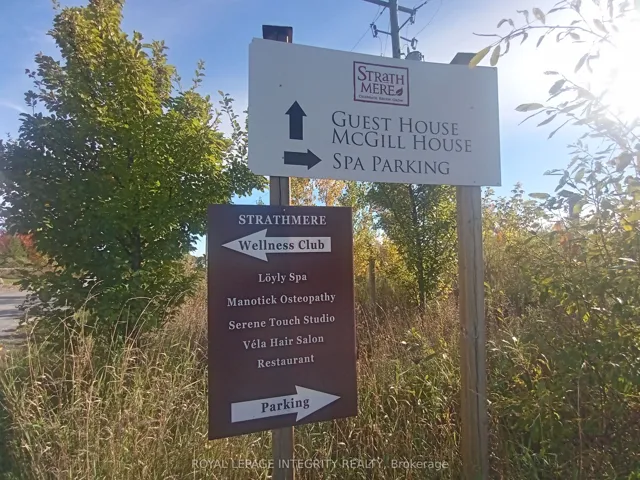 STRATH
MERE
GUEST HOUSE
MCGILL HOUSE
SPA PARKING
STRATHMERE
Wellness Club
Löyly Spa
Manotick Osteopathy
Serene Touch Studio
Véla Hair Salon
Restaurant
Parking
ROYAL LEPAGE INTEGRITY REALTY, Brokerage